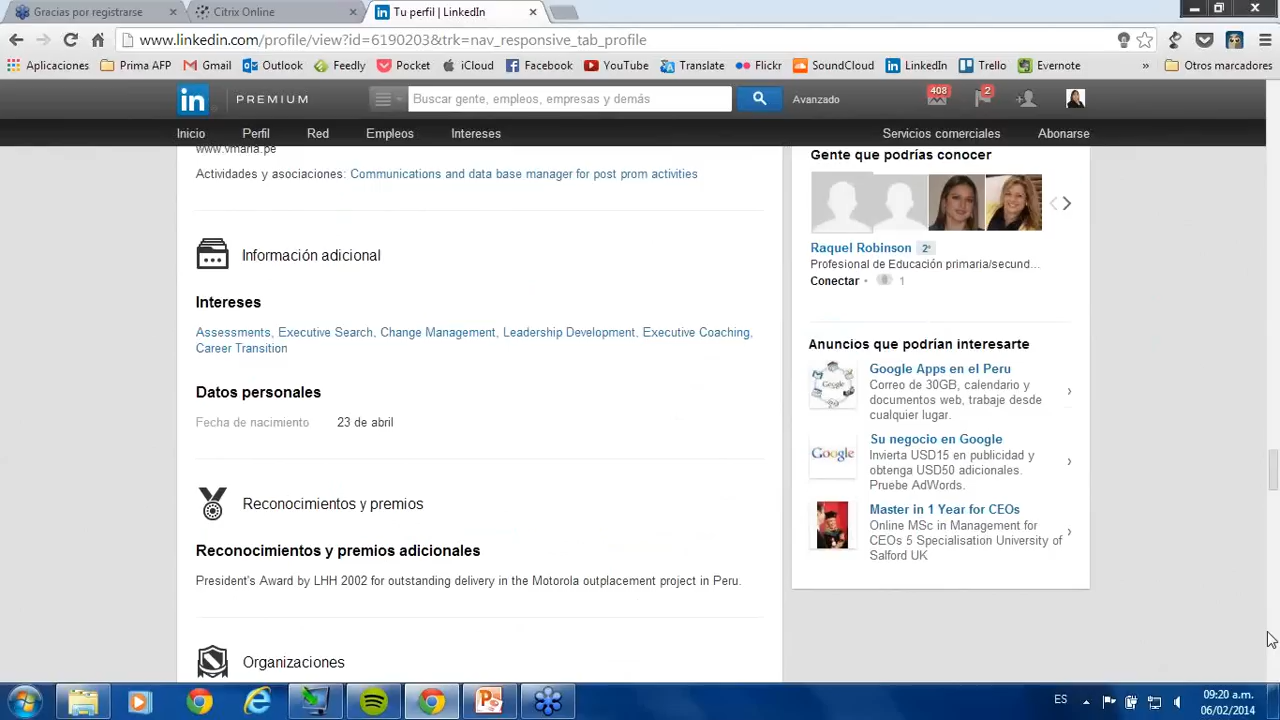 Gracias por registrarse
Citrix Online
Tu perfil | LinkedIn
www.linkedin.com/profile/view?id=6190203&trk=nav_responsive_tab_profile
Aplicaciones Prima AFP Gmail Outlook Feedly Pocket iCloud Facebook YouTube Translate Flickr SoundCloud LinkedIn Trello Evernote » Otros marcadores
in PREMIUM Buscar gente, empleos, empresas y demás Avanzado 408 2
Inicio Perfil Red Empleos Intereses Servicios comerciales Abonarse
www.vmaria.pe
Actividades y asociaciones: Communications and data base manager for post prom activities
Información adicional
Intereses
Assessments, Executive Search, Change Management, Leadership Development, Executive Coaching,
Career Transition
Datos personales
Fecha de nacimiento 23 de abril
Reconocimientos y premios
Reconocimientos y premios adicionales
President's Award by LHH 2002 for outstanding delivery in the Motorola outplacement project in Peru.
Organizaciones
Gente que podrías conocer
Raquel Robinson 2º
Profesional de Educación primaria/secund...
Conectar • 1
Anuncios que podrían interesarte
Google Apps en el Peru
Correo de 30GB, calendario y
documentos web, trabaje desde
cualquier lugar.
Google
Su negocio en Google
Invierta USD15 en publicidad y
obtenga USD50 adicionales.
Pruebe AdWords.
Google
Master in 1 Year for CEOs
Online MSc in Management for
CEOs 5 Specialisation University of
Salford UK
ES
09:20 a.m.
06/02/2014